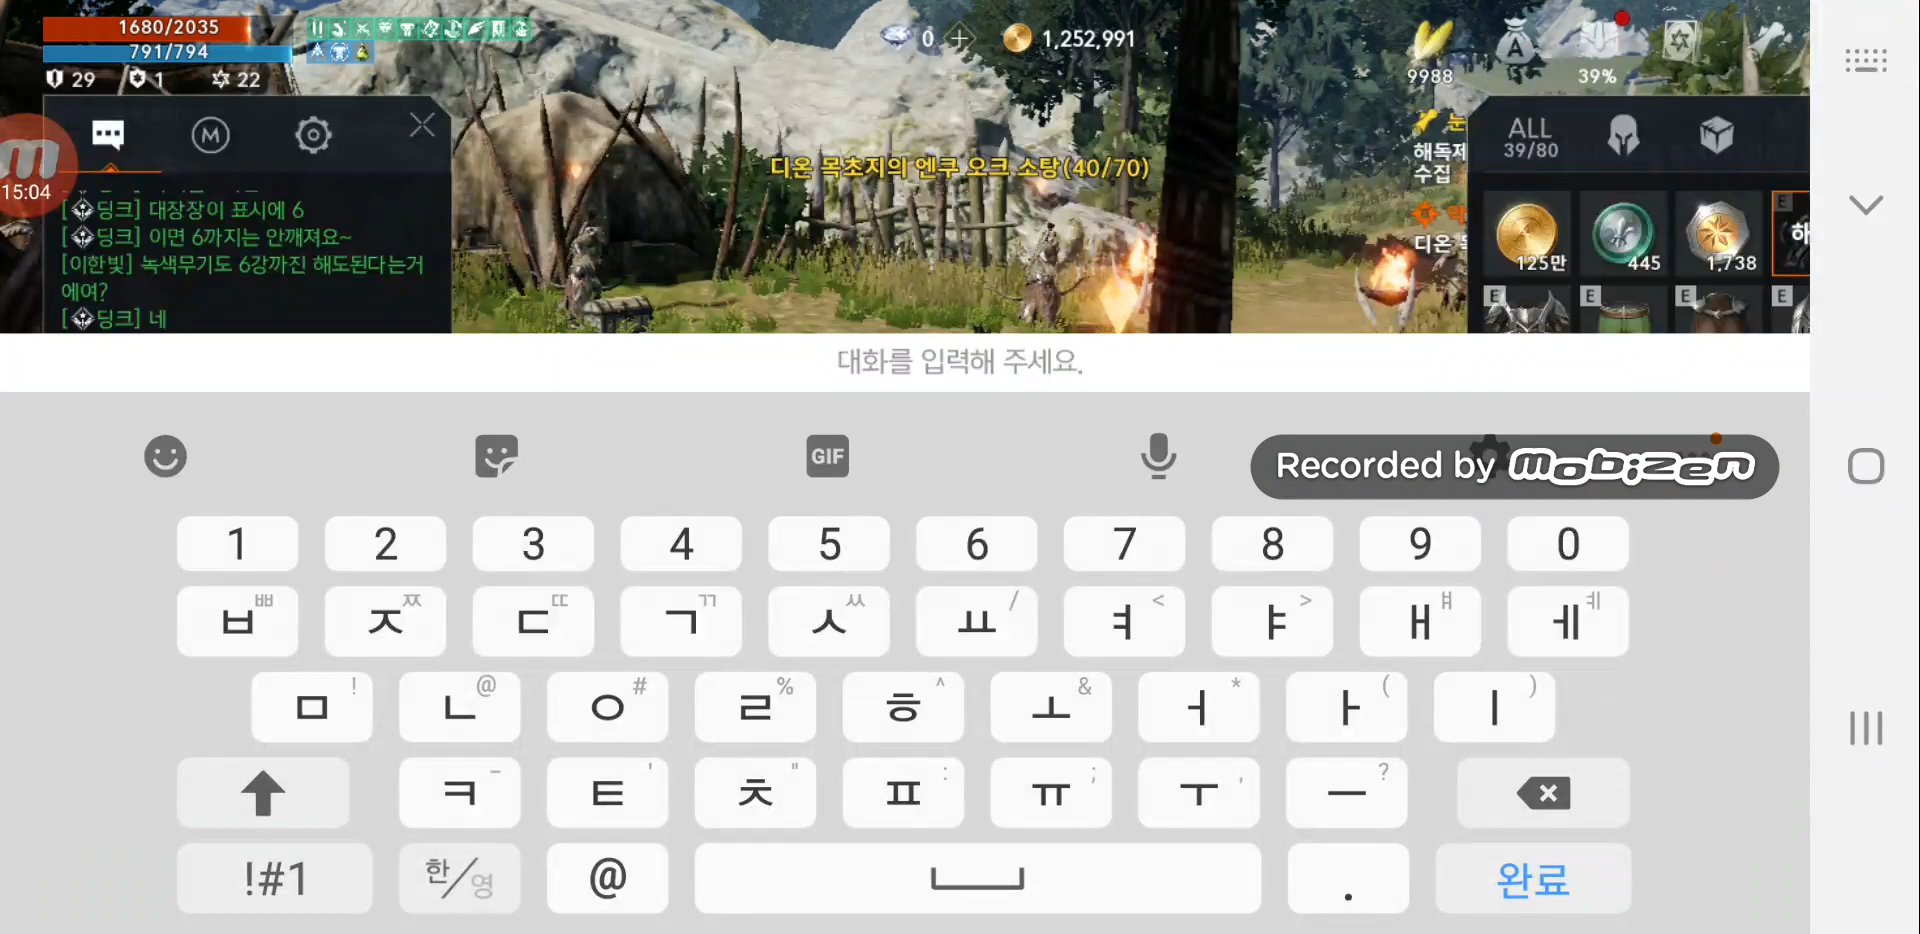 1680/2035
791/794
29 1 22
0 1,252,991
9988
39%
M
ALL
39/80
디온 목초지의 엔쿠 오크 소탕(40/70)
눈
해독제
수집
디온
15:04
[딩크] 대장장이 표시에 6
[딩크] 이면 6까지는 안깨져요~
[이한빛] 녹색무기도 6강까진 해도된다는거
에여?
[딩크] 네
125만
445
1,738
E
하
E E E E
대화를 입력해 주세요.
GIF
Recorded by mobizen
1 2 3 4 5 6 7 8 9 0
ㅃ ㅉ ㄸ ㄲ ㅆ / < > ㅒ ㅖ
ㅂ ㅈ ㄷ ㄱ ㅅ ㅛ ㅕ ㅑ ㅐ ㅔ
! @ # % ^ & * ( )
ㅁ ㄴ ㅇ ㄹ ㅎ ㅗ ㅓ ㅏ ㅣ
- ' " : ; , ?
ㅋ ㅌ ㅊ ㅍ ㅠ ㅜ ㅡ
!#1 한/영 @ . 완료